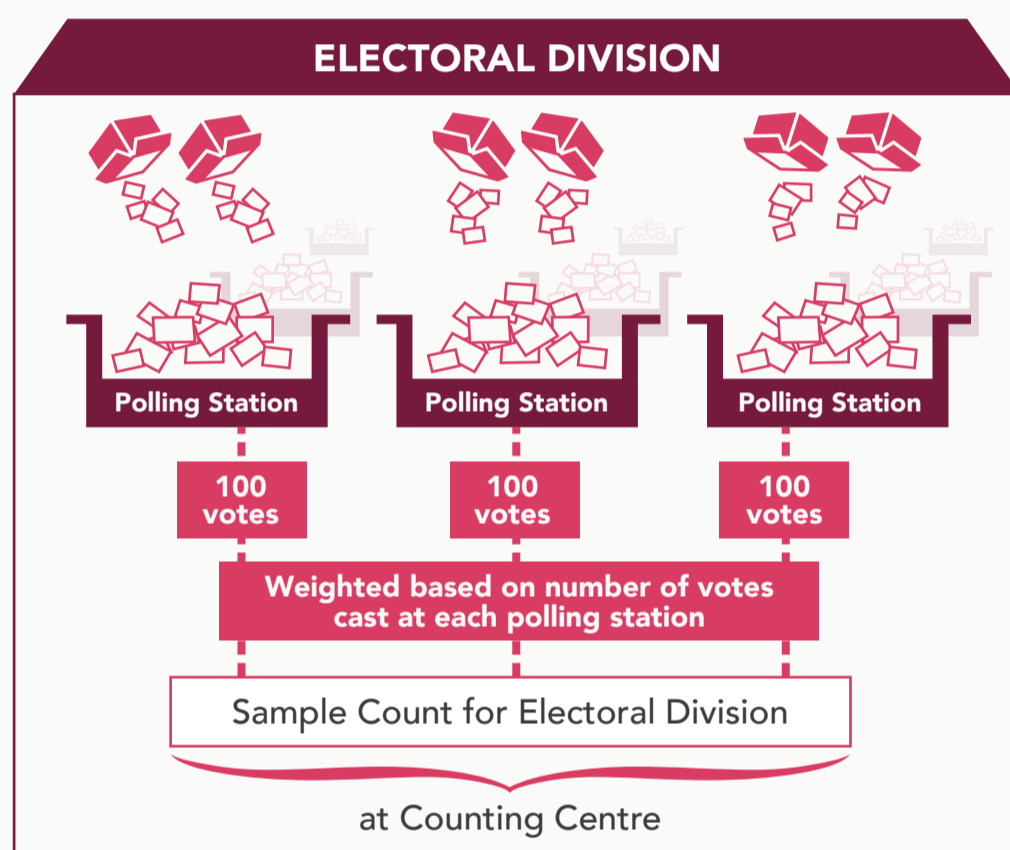 ELECTORAL DIVISION
Polling Station
Polling Station
Polling Station
100
votes
100
votes
100
votes
Weighted based on number of votes
cast at each polling station
Sample Count for Electoral Division
at Counting Centre